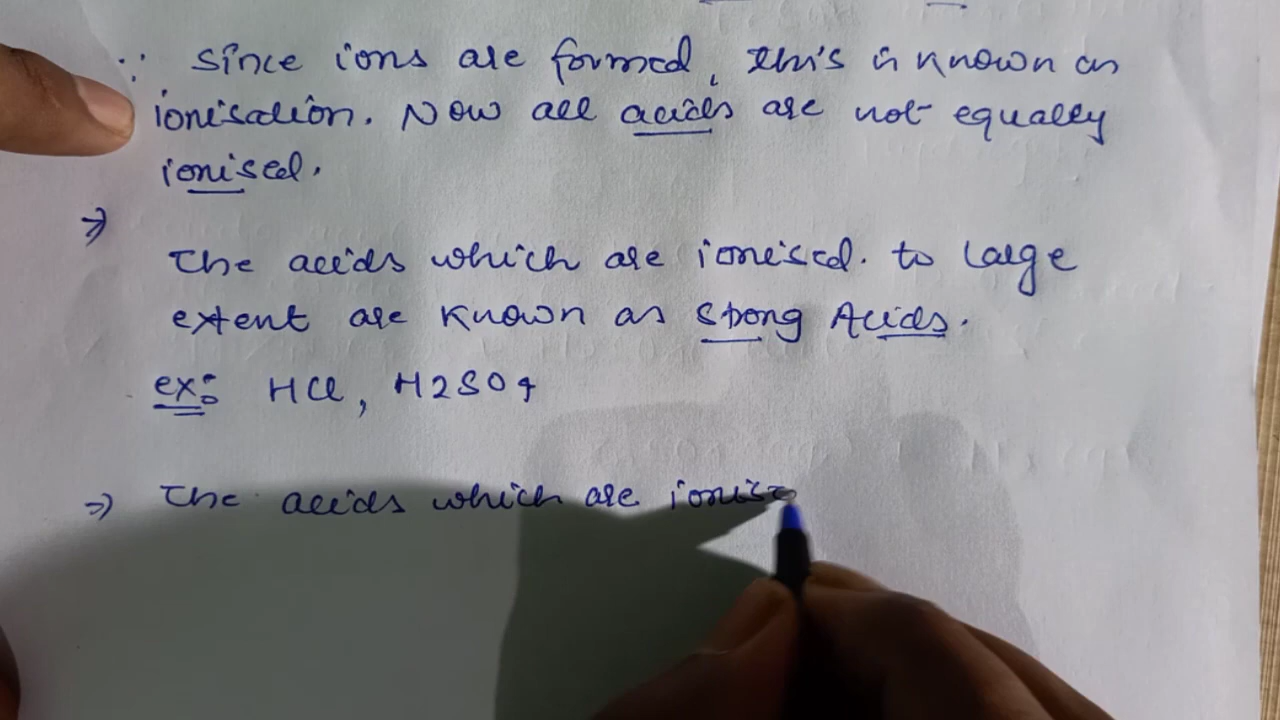 ∵ Since ions are formed, this is known as
ionisation. Now all acids are not equally
ionised.
⇒
The acids which are ionised. to large
extent are known as Strong Acids.
ex: HCl, H2SO4
⇒ The acids which are ionise